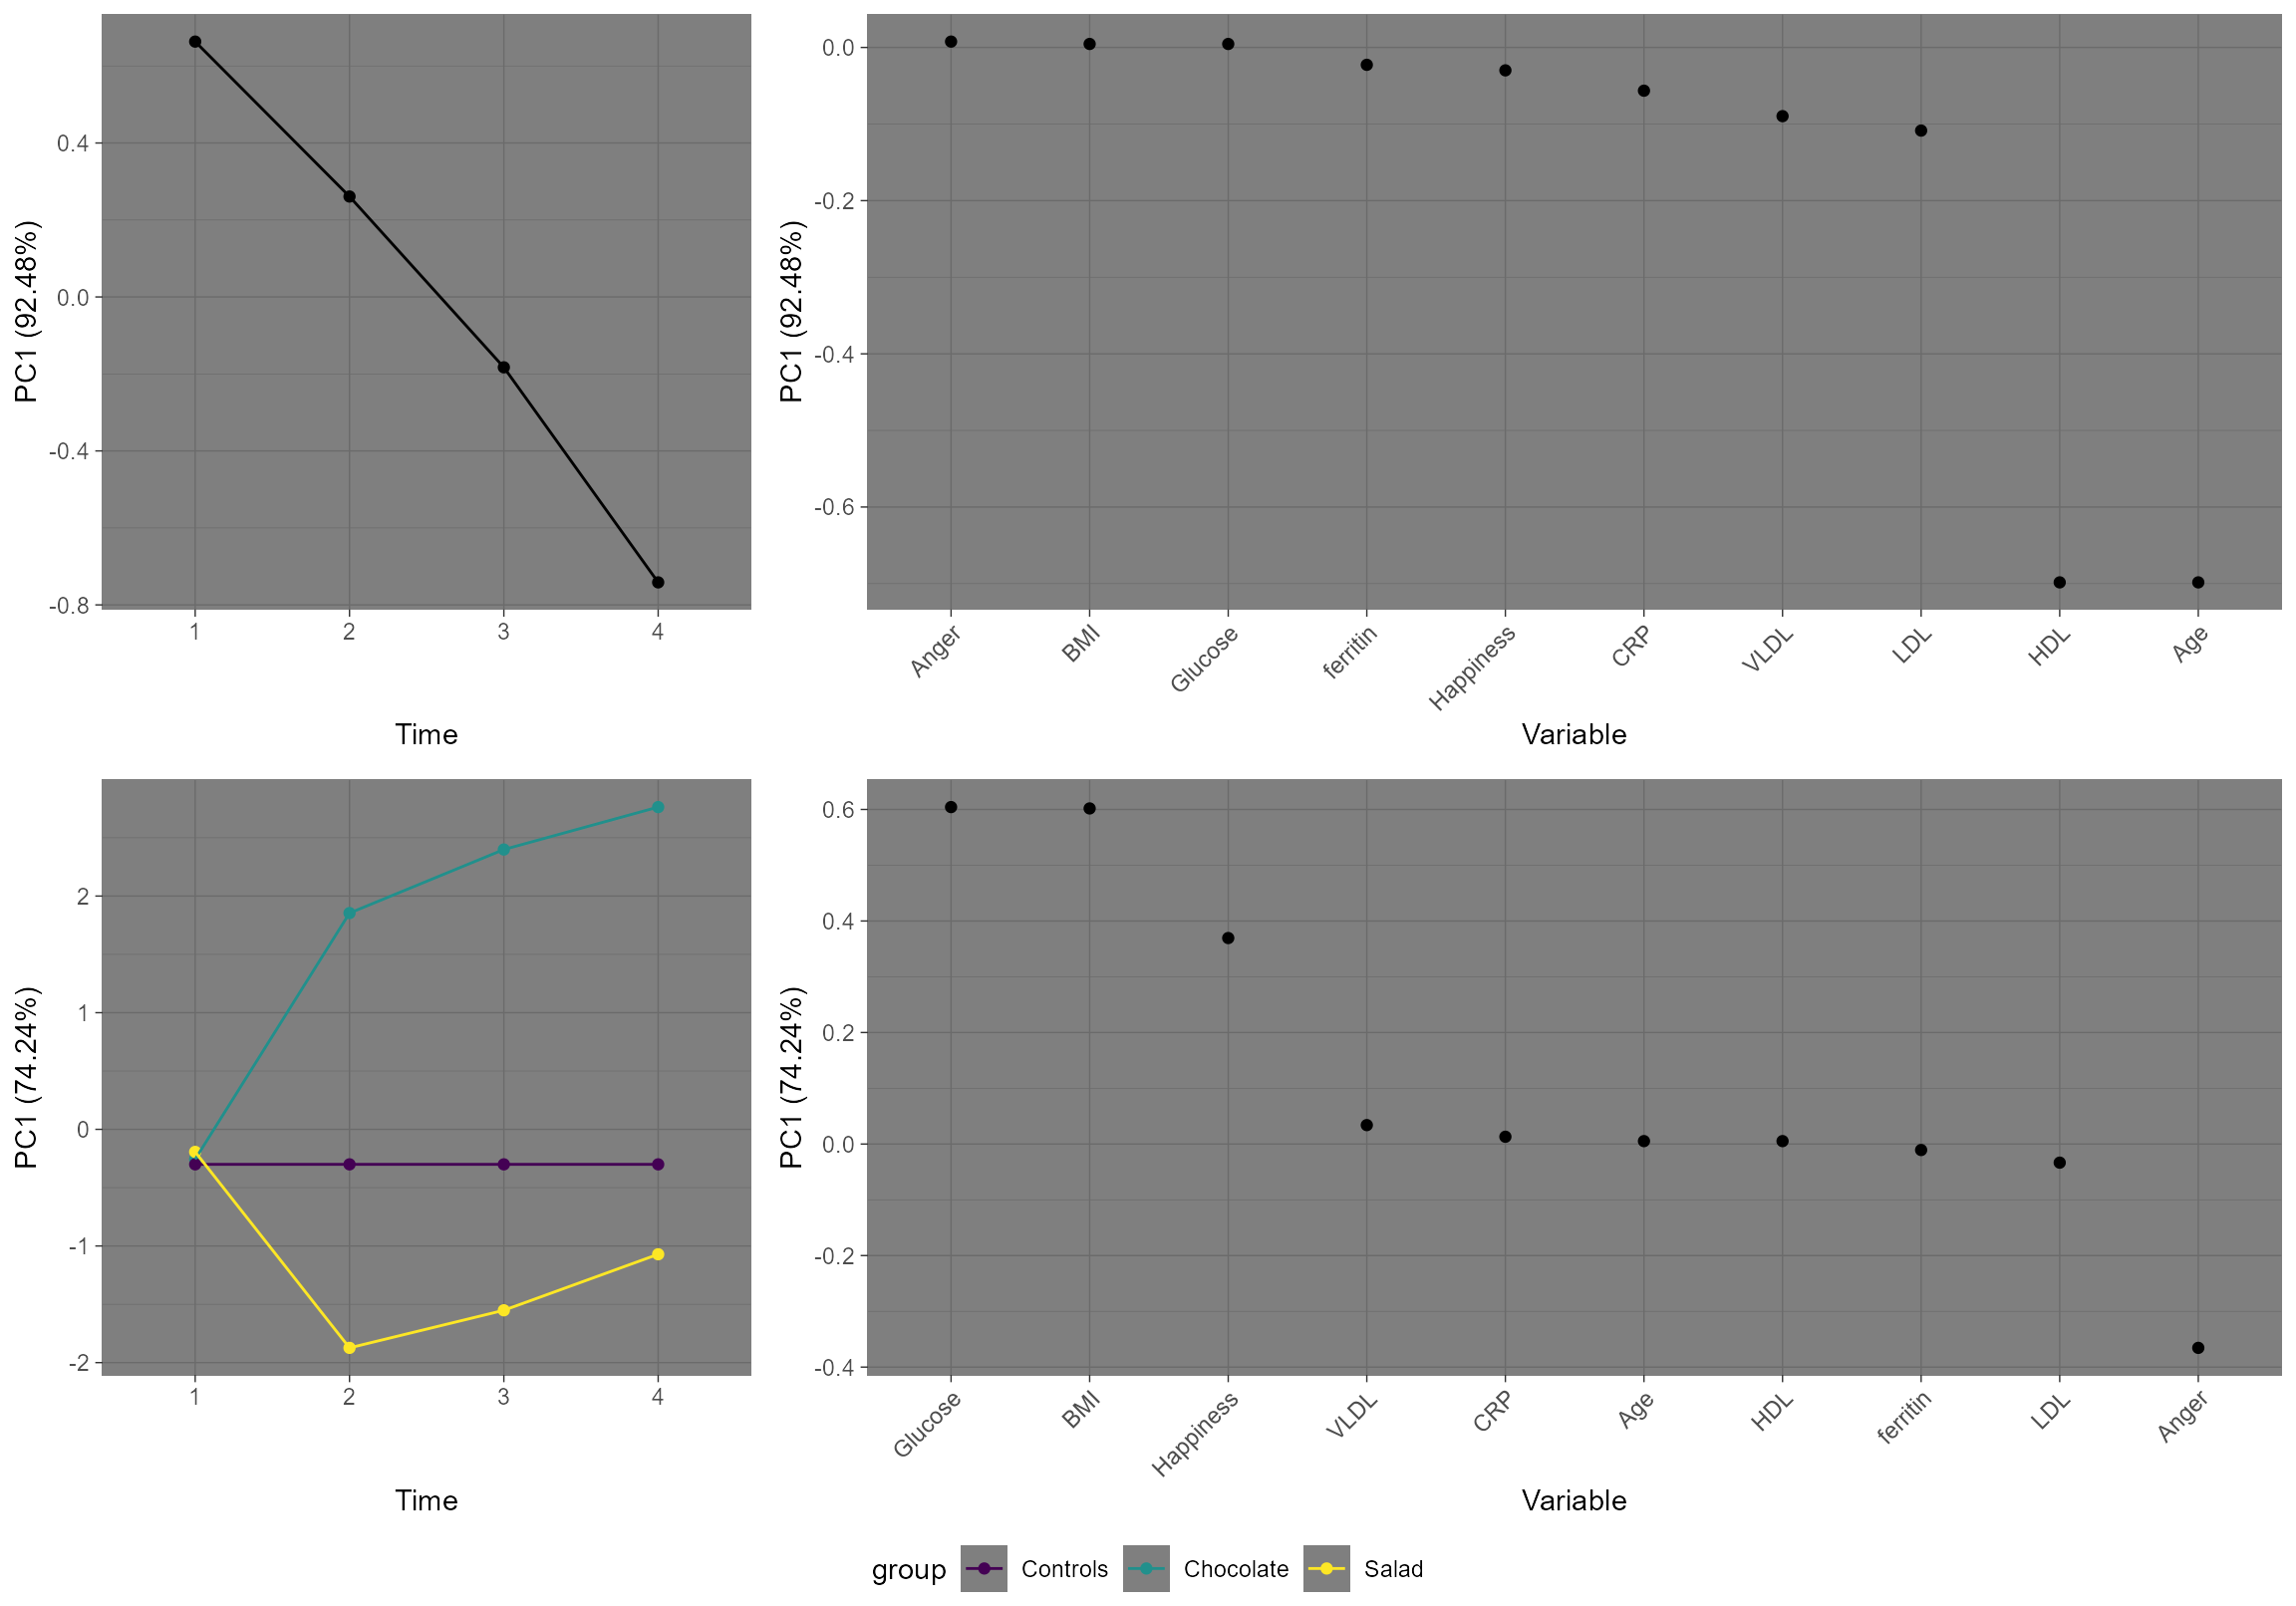 PC1 (92.48%)
0.4
0.0
-0.4
-0.8
1 2 3 4
Time
PC1 (92.48%)
0.0
-0.2
-0.4
-0.6
Anger BMI Glucose ferritin Happiness CRP VLDL LDL HDL Age
Variable
PC1 (74.24%)
2
1
0
-1
-2
1 2 3 4
Time
PC1 (74.24%)
0.6
0.4
0.2
0.0
-0.2
-0.4
Glucose BMI Happiness VLDL CRP Age HDL ferritin LDL Anger
Variable
group Controls Chocolate Salad